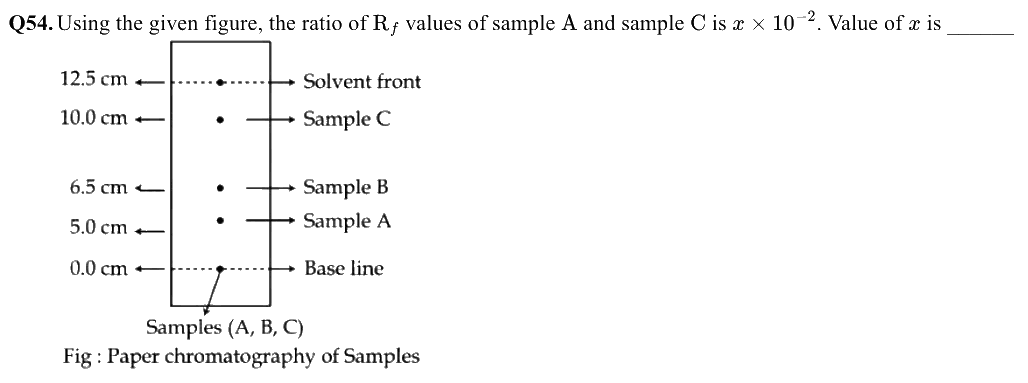 Q54. Using the given figure, the ratio of R_f values of sample A and sample C is x × 10⁻². Value of x is ______
12.5 cm Solvent front
10.0 cm Sample C
6.5 cm Sample B
5.0 cm Sample A
0.0 cm Base line
Samples (A, B, C)
Fig : Paper chromatography of Samples